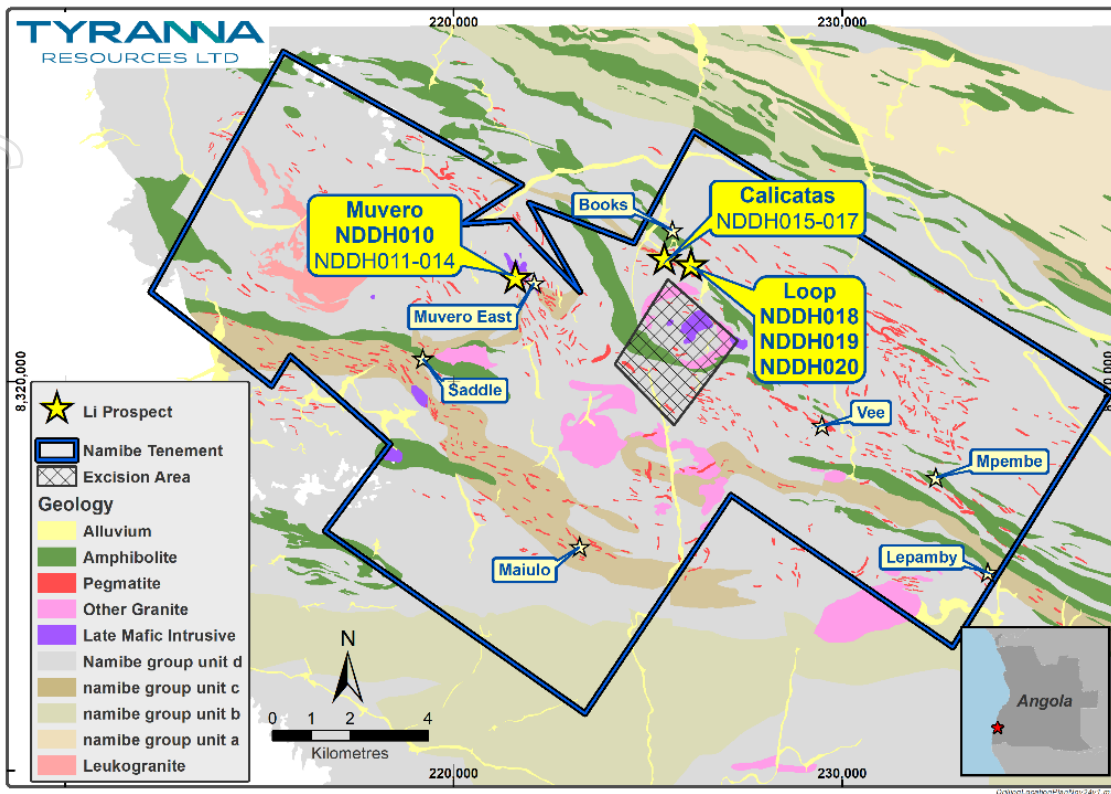 TYRANNA
RESOURCES LTD
220,000
230,000
Calicatas
NDDH015-017
Books
Muvero
NDDH010
NDDH011-014
Muvero East
Loop
NDDH018
NDDH019
NDDH020
Saddle
8,320,000
Vee
Mpembe
Maiulo
Lepamby
Li Prospect
Namibe Tenement
Excision Area
Geology
Alluvium
Amphibolite
Pegmatite
Other Granite
Late Mafic Intrusive
Namibe group unit d
namibe group unit c
namibe group unit b
namibe group unit a
Leukogranite
N
0 1 2 4
Kilometres
Angola
220,000
230,000